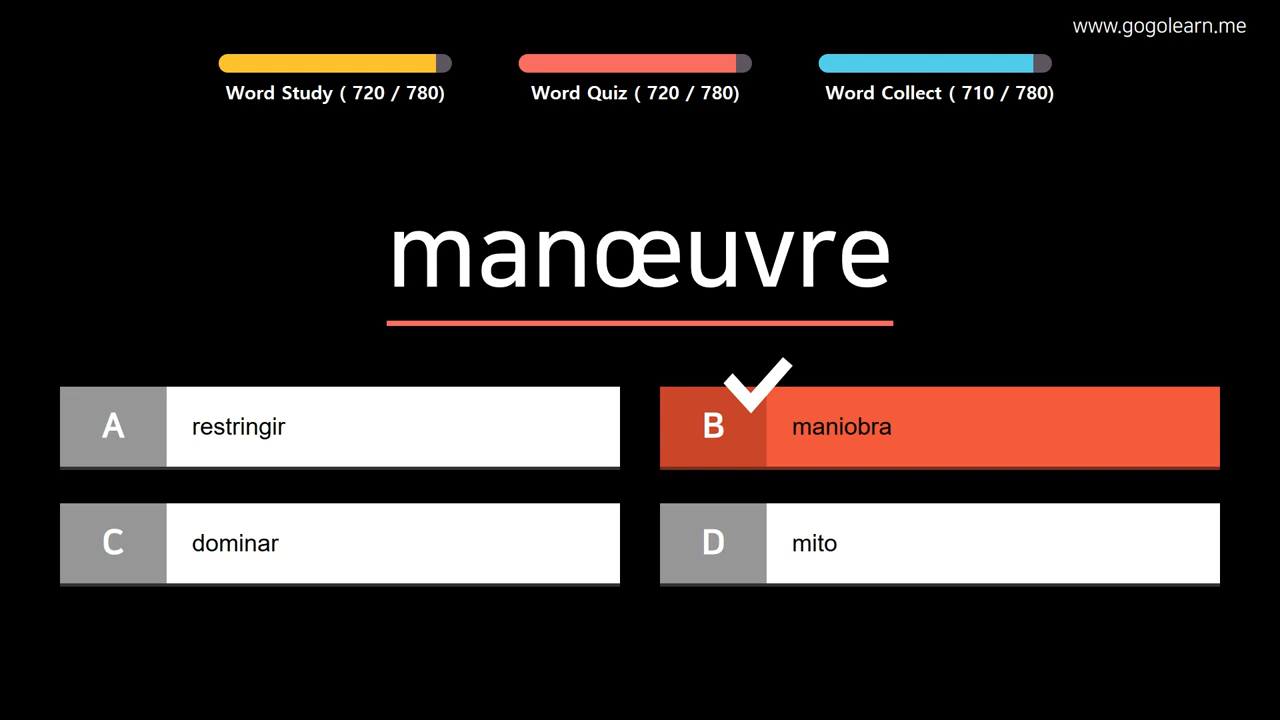 www.gogolearn.me
Word Study ( 720 / 780)
Word Quiz ( 720 / 780)
Word Collect ( 710 / 780)
manœuvre
A restringir
B maniobra
C dominar
D mito